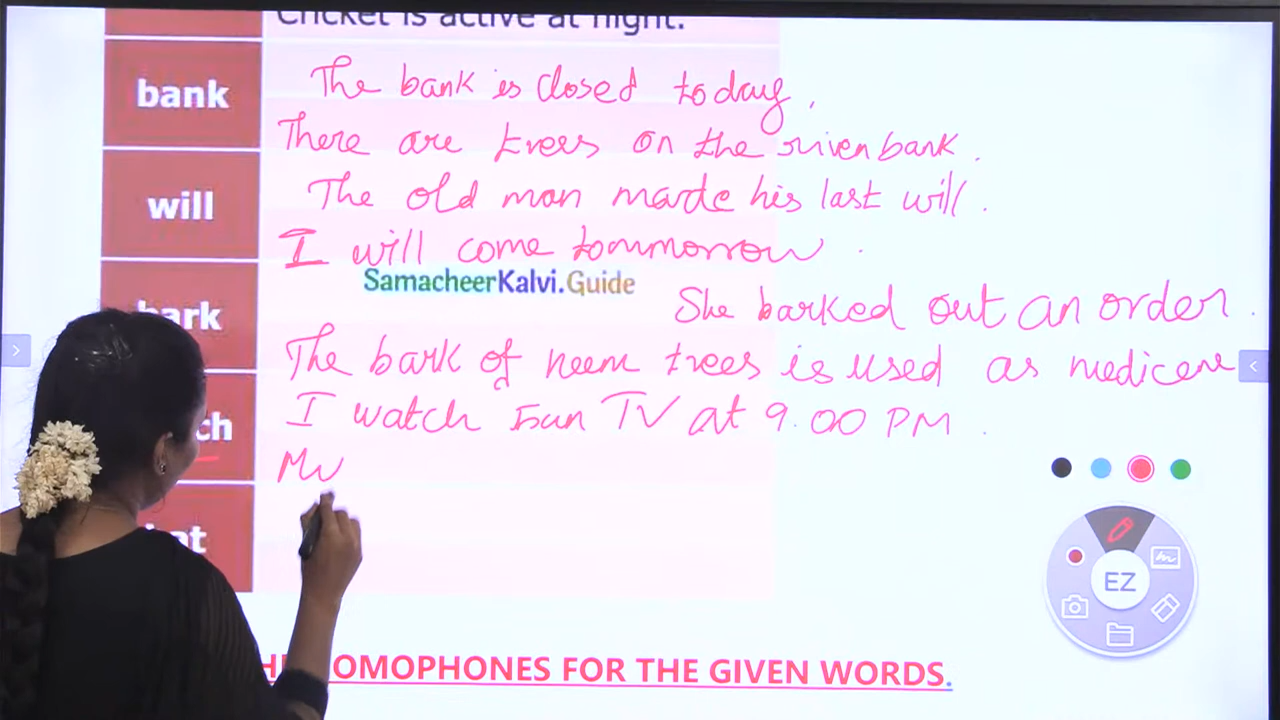 Cricket is active at night.
bank
The bank is closed today.
There are trees on the river bank.
will
The old man made his last will.
I will come tommorrow.
SamacheerKalvi.Guide
She barked out an order.
The bark of neem trees is used as medicene
I watch Sun TV at 9.00 PM.
EZ
OMOPHONES FOR THE GIVEN WORDS.